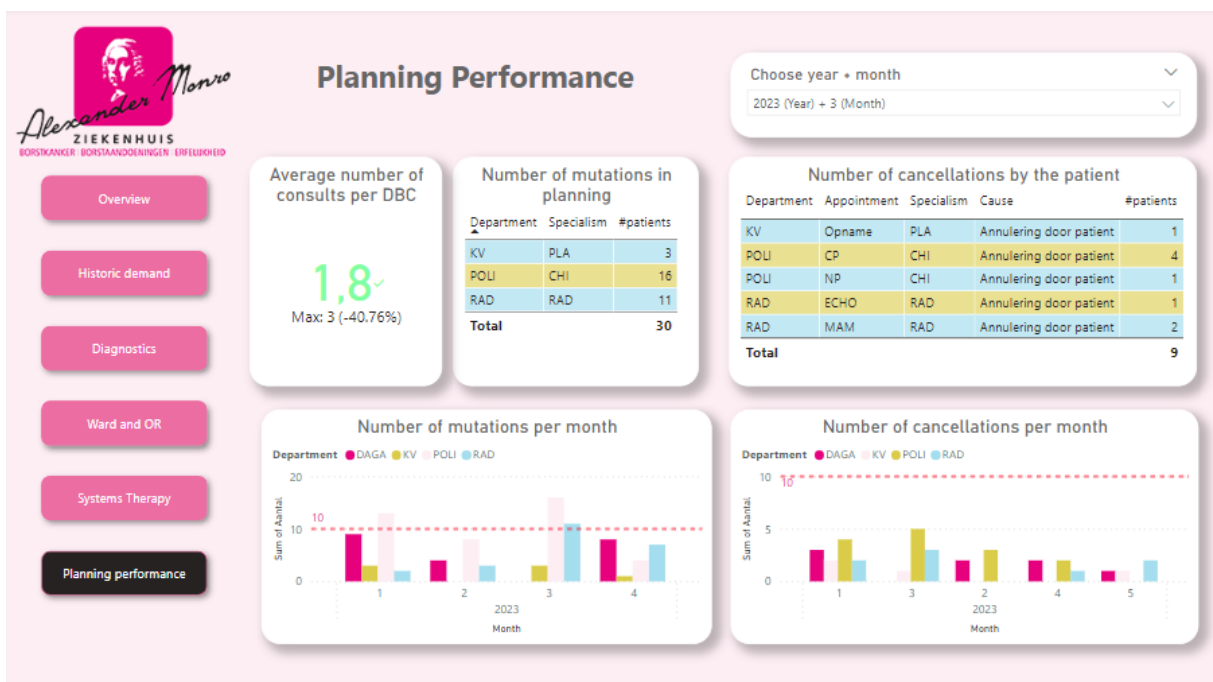 Alexander Monro
ZIEKENHUIS
BORSTKANKER | BORSTAANDOENINGEN | ERFELIJKHEID
Planning Performance
Choose year + month
2023 (Year) + 3 (Month)
Overview
Historic demand
Diagnostics
Ward and OR
Systems Therapy
Planning performance
Average number of
consults per DBC
1,8
Max: 3 (-40.76%)
Number of mutations in
planning
Department Specialism #patients
KV PLA 3
POLI CHI 16
RAD RAD 11
Total 30
Number of cancellations by the patient
Department Appointment Specialism Cause #patients
KV Opname PLA Annulering door patient 1
POLI CP CHI Annulering door patient 4
POLI NP CHI Annulering door patient 1
RAD ECHO RAD Annulering door patient 1
RAD MAM RAD Annulering door patient 2
Total 9
Number of mutations per month
Department DAGA KV POLI RAD
Sum of Aantal
20
10
0
10
1 2 3 4
2023
Month
Number of cancellations per month
Department DAGA KV POLI RAD
Sum of Aantal
10
5
0
10
1 3 2 4 5
2023
Month